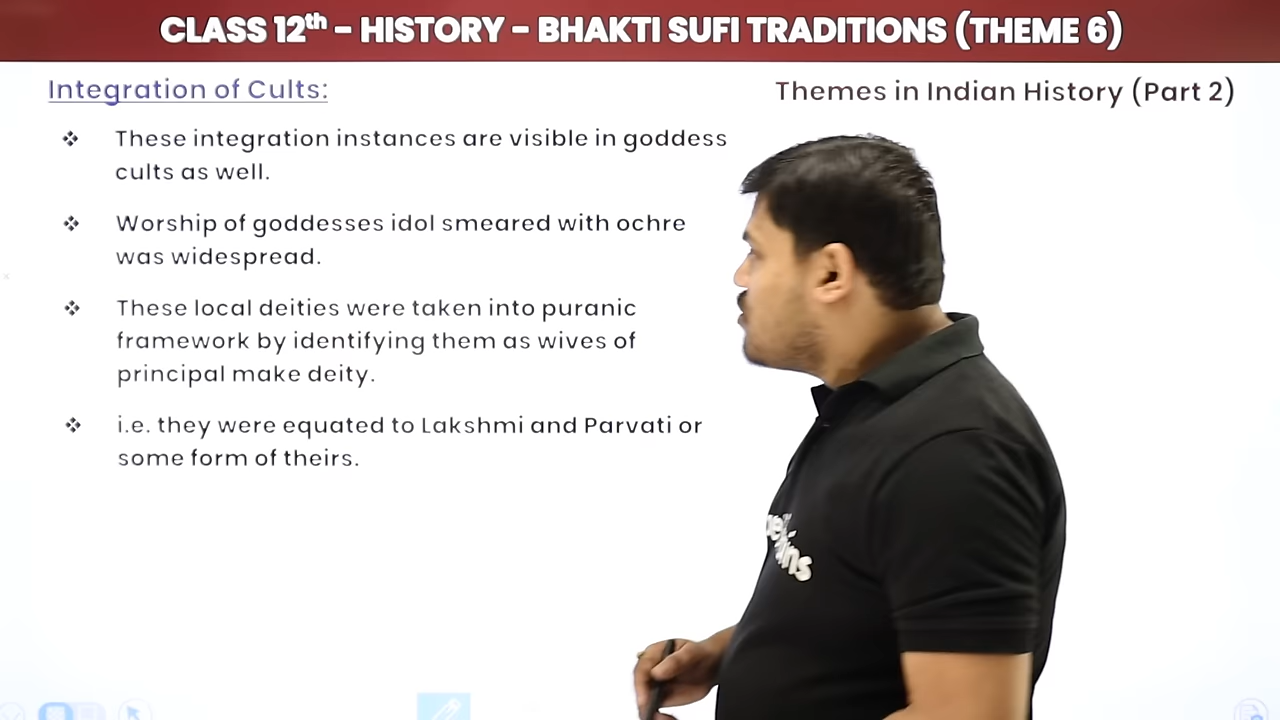 CLASS 12th - HISTORY - BHAKTI SUFI TRADITIONS (THEME 6)
Integration of Cults:
Themes in Indian History (Part 2)
❖ These integration instances are visible in goddess
cults as well.
❖ Worship of goddesses idol smeared with ochre
was widespread.
❖ These local deities were taken into puranic
framework by identifying them as wives of
principal make deity.
❖ i.e. they were equated to Lakshmi and Parvati or
some form of theirs.